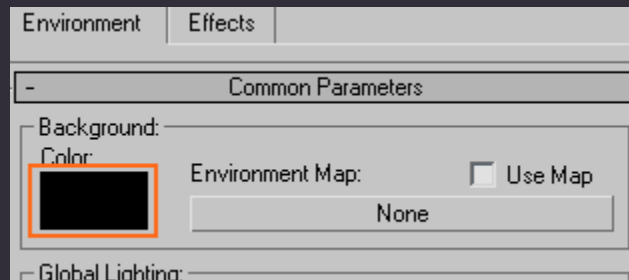 Environment Effects
- Common Parameters
Background:
Color:
Environment Map: Use Map
None
Global Lighting: